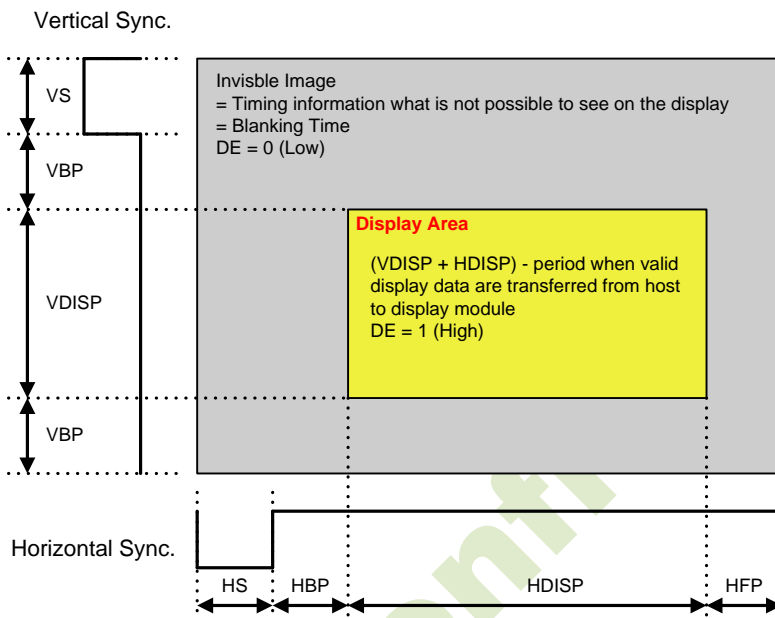 Vertical Sync.
VS
VBP
VDISP
VBP
Invisble Image
= Timing information what is not possible to see on the display
= Blanking Time
DE = 0 (Low)
Display Area
(VDISP + HDISP) - period when valid
display data are transferred from host
to display module
DE = 1 (High)
Horizontal Sync.
HS
HBP
HDISP
HFP
onfi